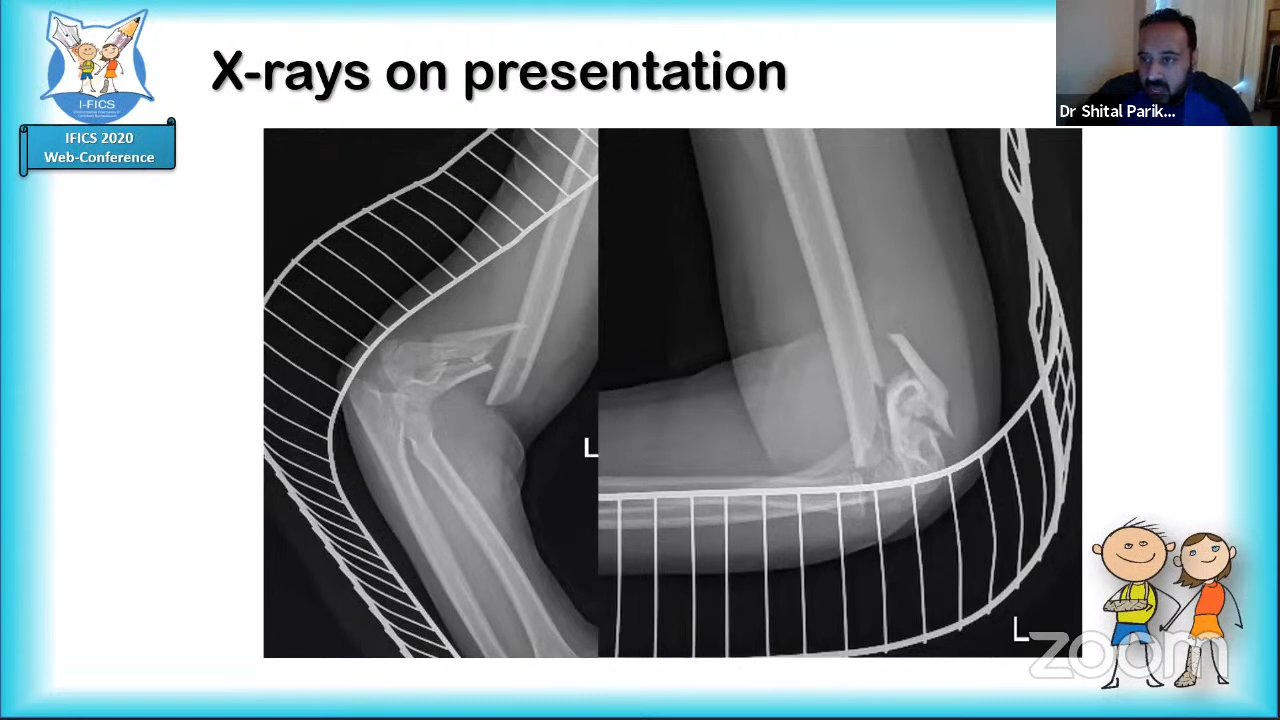 X-rays on presentation
I-FICS
IFICS 2020
Web-Conference
Dr Shital Parik...
L
L
zoom